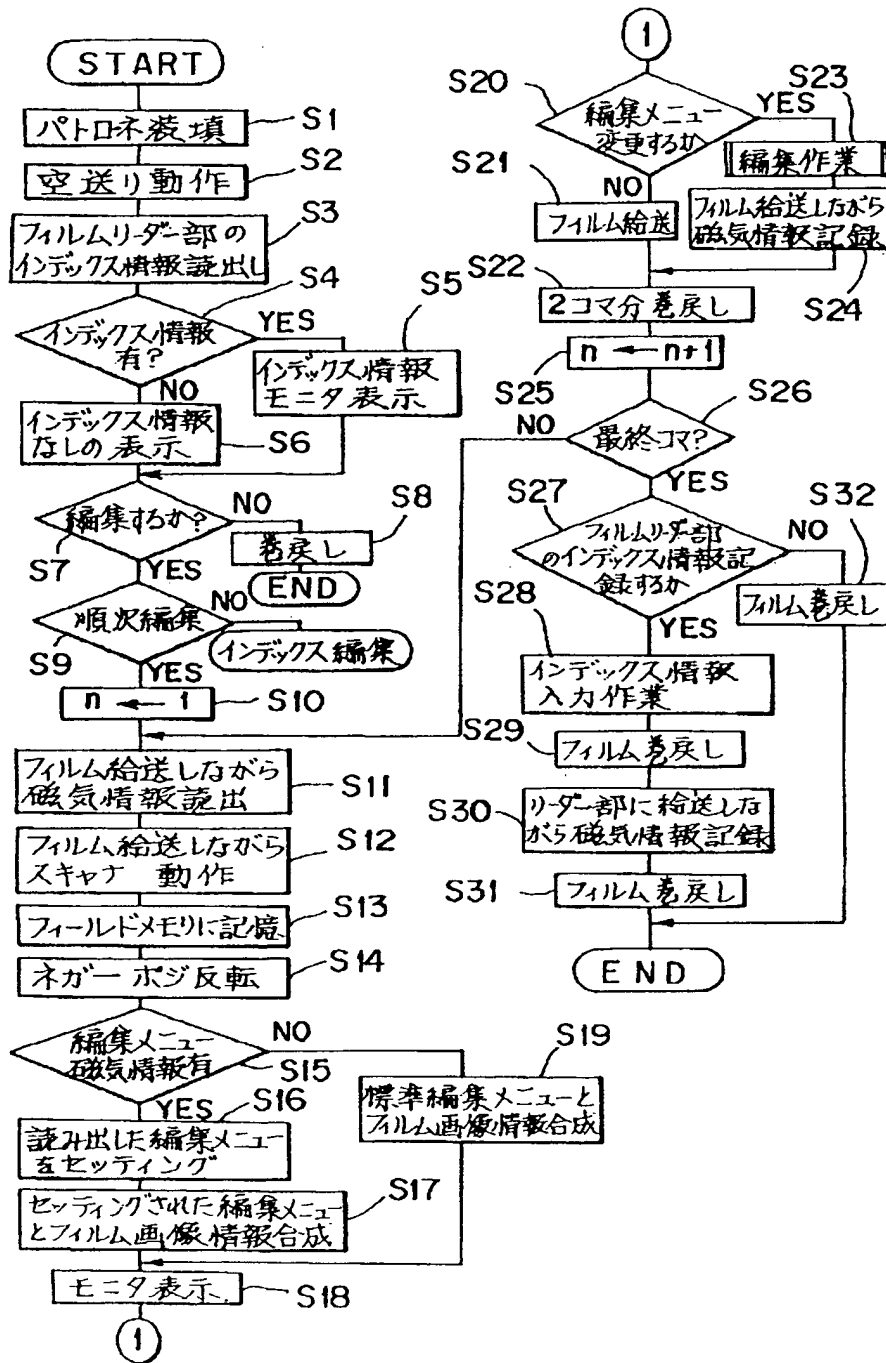 START
S1
パトロネ装填
S2
空送り動作
S3
フィルムリーダー部の
インデックス情報読出し
S4
インデックス情報
有?
YES
NO
S5
インデックス情報
モニタ表示
インデックス情報
なしの表示
S6
編集するか?
NO
S7
YES
S8
巻戻し
END
順次編集
NO
S9
YES
インデックス編集
n ← 1
S10
フィルム給送しながら
磁気情報読出
S11
フィルム給送しながら
スキャナ 動作
S12
フィールドメモリに記憶
S13
ネガーポジ反転
S14
編集メニュー
磁気情報有
NO
S15
YES
S16
読み出した編集メニュー
をセッティング
S19
標準編集メニューと
フィルム画像情報合成
セッティングされた編集メニュー
とフィルム画像情報合成
S17
モニタ表示
S18
1
1
S20
編集メニュー
変更するか
YES
NO
S23
編集作業
S21
フィルム給送
フィルム給送しながら
磁気情報記録
S24
S22
2コマ分巻戻し
n ← n+1
S25
S26
最終コマ?
NO
YES
S27
フィルムリーダー部
のインデックス情報記
録するか
NO
YES
S32
フィルム巻戻し
S28
インデックス情報
入力作業
S29
フィルム巻戻し
S30
リーダー部に給送しな
がら磁気情報記録
S31
フィルム巻戻し
END